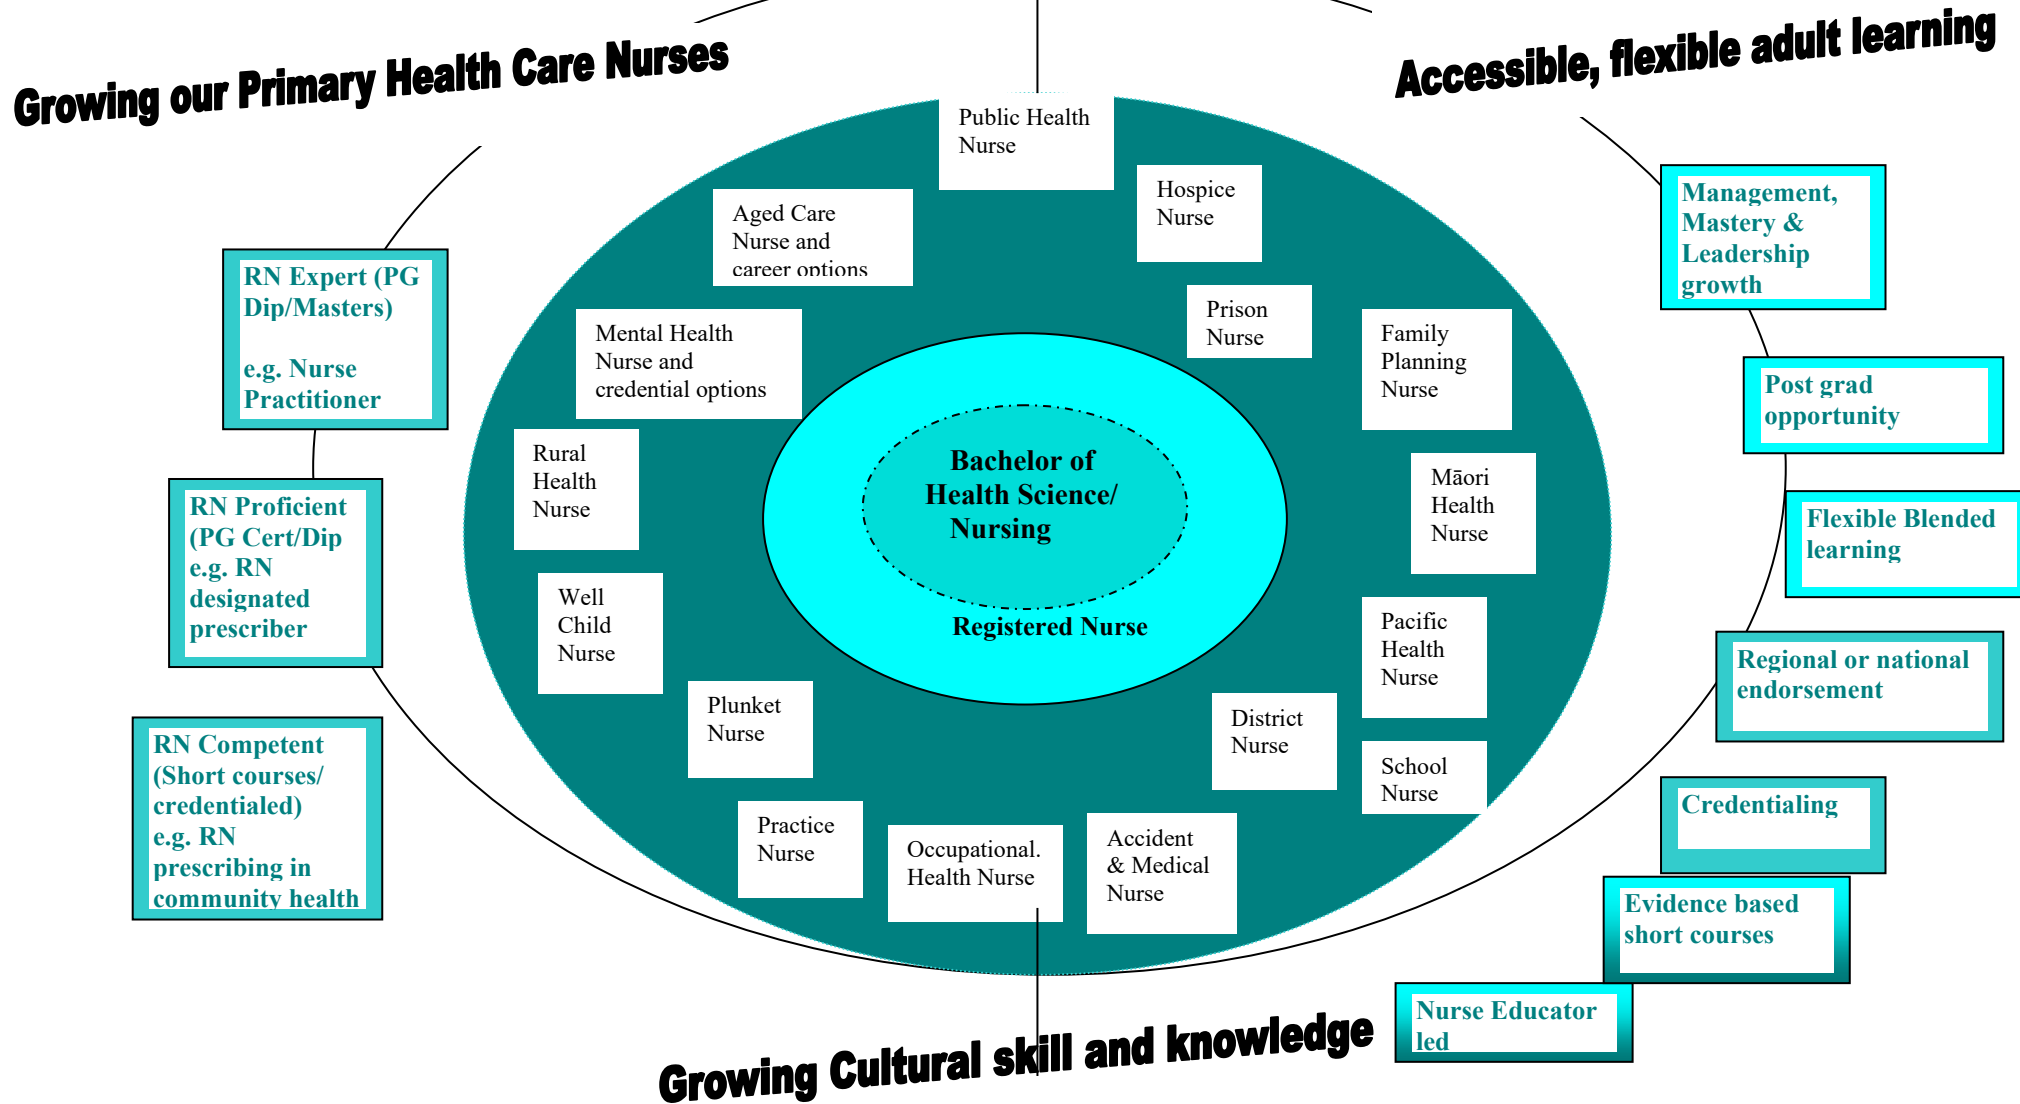 Growing our Primary Health Care Nurses
Accessible, flexible adult learning
Public Health
Nurse
Hospice
Nurse
Aged Care
Nurse and
career options
Prison
Nurse
Mental Health
Nurse and
credential options
Family
Planning
Nurse
Rural
Health
Nurse
Māori
Health
Nurse
Well
Child
Nurse
Pacific
Health
Nurse
Plunket
Nurse
District
Nurse
School
Nurse
Practice
Nurse
Occupational.
Health Nurse
Accident
& Medical
Nurse
Bachelor of
Health Science/
Nursing
Registered Nurse
RN Expert (PG
Dip/Masters)
e.g. Nurse
Practitioner
RN Proficient
(PG Cert/Dip
e.g. RN
designated
prescriber
RN Competent
(Short courses/
credentialed)
e.g. RN
prescribing in
community health
Management,
Mastery &
Leadership
growth
Post grad
opportunity
Flexible Blended
learning
Regional or national
endorsement
Credentialing
Evidence based
short courses
Nurse Educator
led
Growing Cultural skill and knowledge